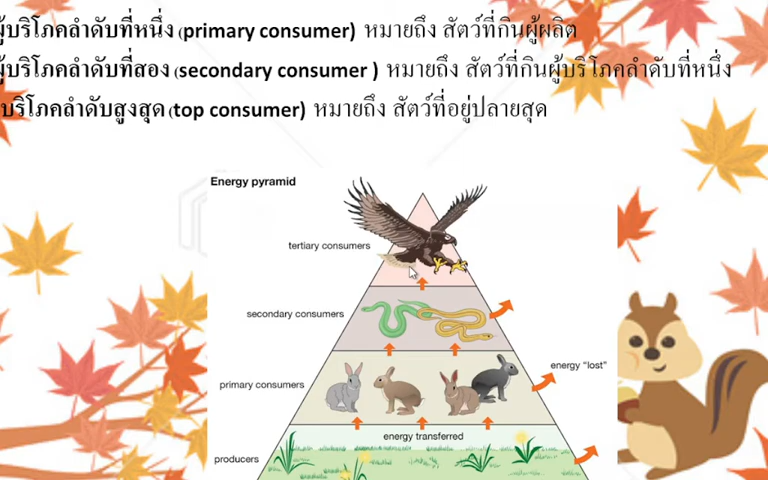 ผู้บริโภคลำดับที่หนึ่ง (primary consumer) หมายถึง สัตว์ที่กินผู้ผลิต
ผู้บริโภคลำดับที่สอง (secondary consumer ) หมายถึง สัตว์ที่กินผู้บริโภคลำดับที่หนึ่ง
บริโภคลำดับสูงสุด (top consumer) หมายถึง สัตว์ที่อยู่ปลายสุด
Energy pyramid
tertiary consumers
secondary consumers
energy “lost”
primary consumers
energy transferred
producers